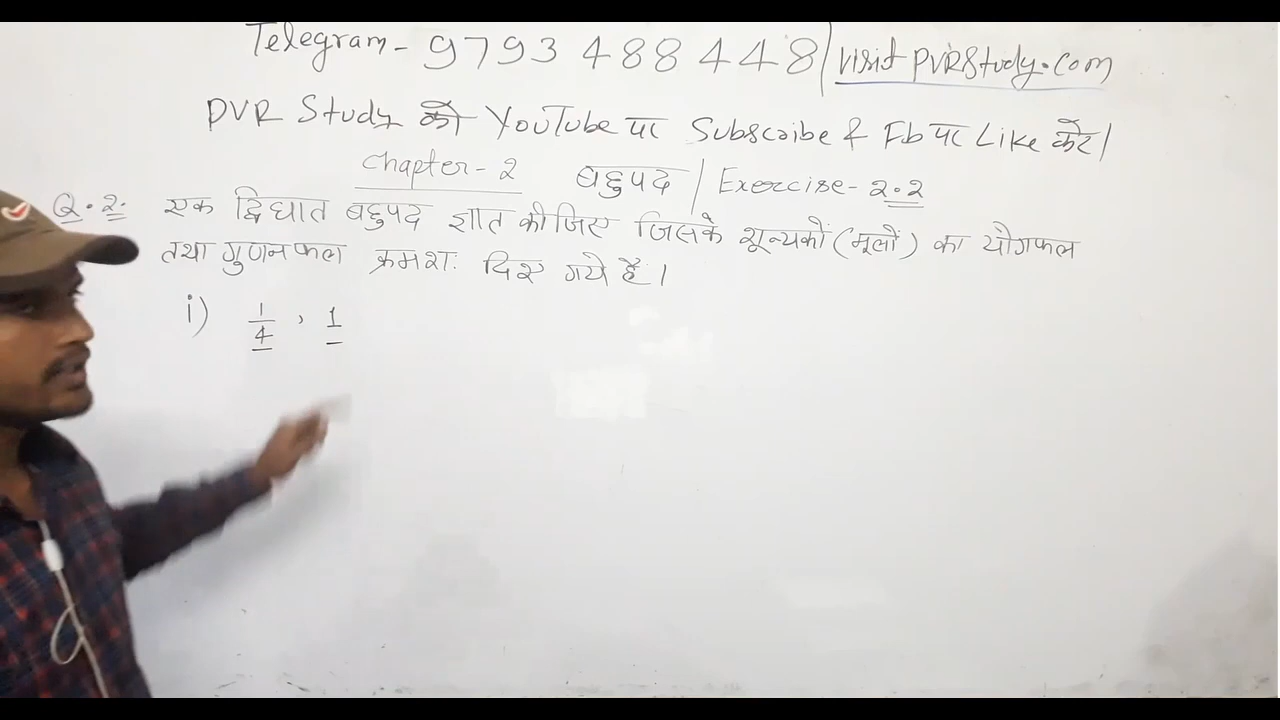 Telegram - 9793 488 448 | visit PVRStudy.com
PVR Study को YouTube पर Subscribe & Fb पर Like करें |
Chapter - 2 बहुपद | Exercise - 2.2
Q.2. एक द्विघात बहुपद ज्ञात कीजिए जिसके शून्यकों (मूलों) का योगफल
तथा गुणनफल क्रमशः दिए गये हैं।
i) 1/4 , 1